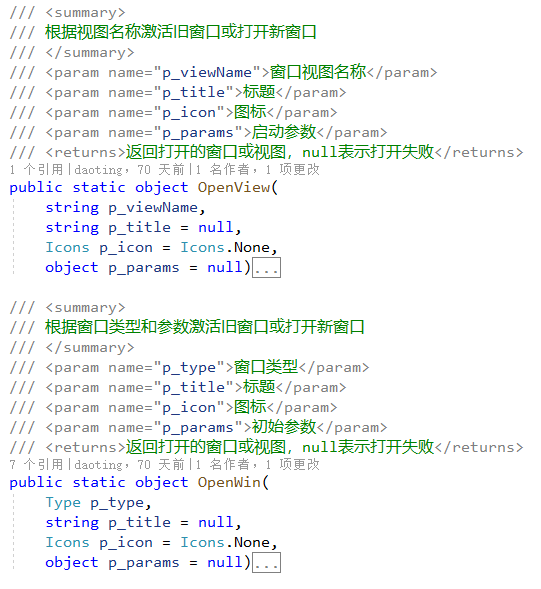 /// <summary>
/// 根据视图名称激活旧窗口或打开新窗口
/// </summary>
/// <param name="p_viewName">窗口视图名称</param>
/// <param name="p_title">标题</param>
/// <param name="p_icon">图标</param>
/// <param name="p_params">启动参数</param>
/// <returns>返回打开的窗口或视图，null表示打开失败</returns>
1 个引用|daoting，70 天前|1 名作者，1 项更改
public static object OpenView(
string p_viewName,
string p_title = null,
Icons p_icon = Icons.None,
object p_params = null)...
/// <summary>
/// 根据窗口类型和参数激活旧窗口或打开新窗口
/// </summary>
/// <param name="p_type">窗口类型</param>
/// <param name="p_title">标题</param>
/// <param name="p_icon">图标</param>
/// <param name="p_params">初始参数</param>
/// <returns>返回打开的窗口或视图，null表示打开失败</returns>
7 个引用|daoting，70 天前|1 名作者，1 项更改
public static object OpenWin(
Type p_type,
string p_title = null,
Icons p_icon = Icons.None,
object p_params = null)...